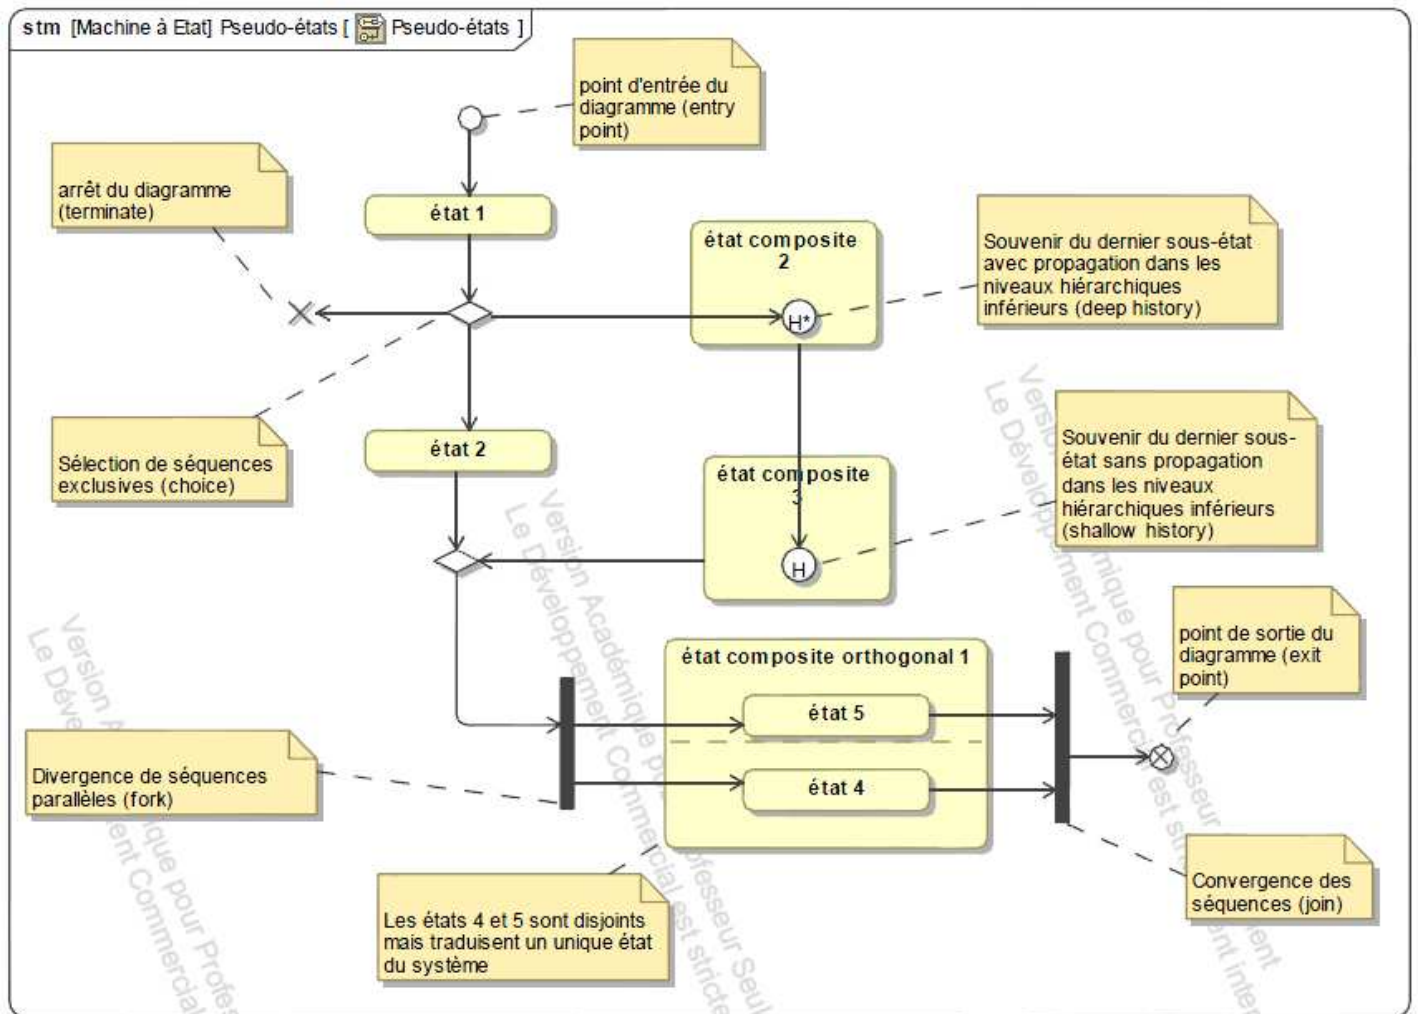 stm [Machine à Etat] Pseudo-états [ Pseudo-états ]
point d'entrée du
diagramme (entry
point)
arrêt du diagramme
(terminate)
état 1
état composite
2
Souvenir du dernier sous-état
avec propagation dans les
niveaux hiérarchiques
inférieurs (deep history)
H*
Sélection de séquences
exclusives (choice)
état 2
état composite
3
Souvenir du dernier sous-
état sans propagation
dans les niveaux
hiérarchiques inférieurs
(shallow history)
H
point de sortie du
diagramme (exit
point)
état composite orthogonal 1
état 5
état 4
Divergence de séquences
parallèles (fork)
Convergence des
séquences (join)
Les états 4 et 5 sont disjoints
mais traduisent un unique état
du système